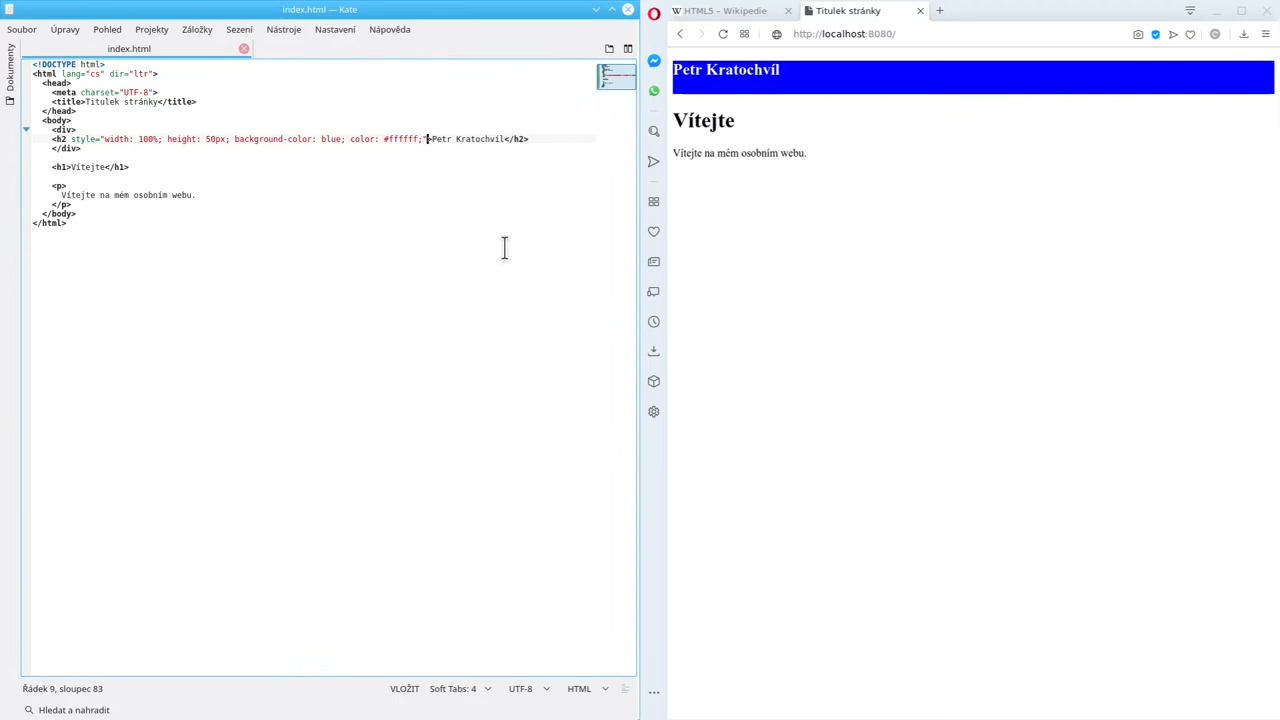 index.html — Kate
Soubor Úpravy Pohled Projekty Záložky Sezení Nástroje Nastavení Nápověda
index.html
Dokumenty
<!DOCTYPE html>
<html lang="cs" dir="ltr">
<head>
<meta charset="UTF-8">
<title>Titulek stránky</title>
</head>
<body>
<div>
<h2 style="width: 100%; height: 50px; background-color: blue; color: #ffffff;">Petr Kratochvíl</h2>
</div>
<h1>Vítejte</h1>
<p>
Vítejte na mém osobním webu.
</p>
</body>
</html>
Řádek 9, sloupec 83 VLOŽIT Soft Tabs: 4 UTF-8 HTML
Hledat a nahradit
W HTML5 – Wikipedie Titulek stránky
http://localhost:8080/
Petr Kratochvíl
Vítejte
Vítejte na mém osobním webu.